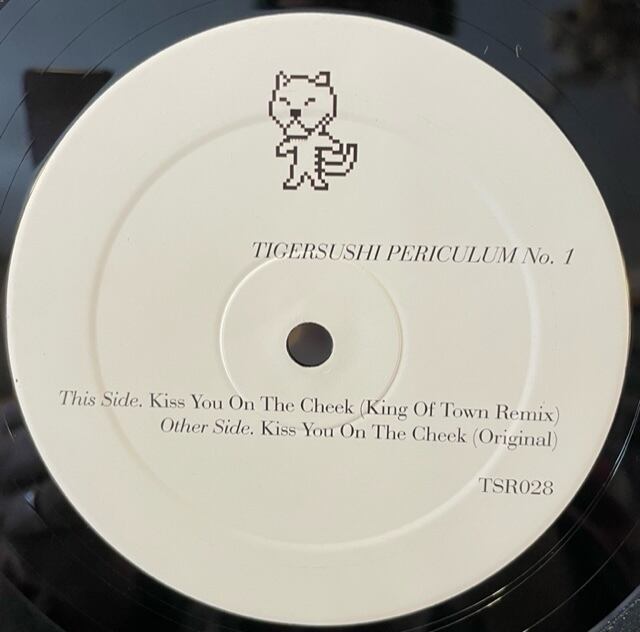 TIGERSUSHI PERICULUM No. 1
This Side. Kiss You On The Cheek (King Of Town Remix)
Other Side. Kiss You On The Cheek (Original)
TSR028